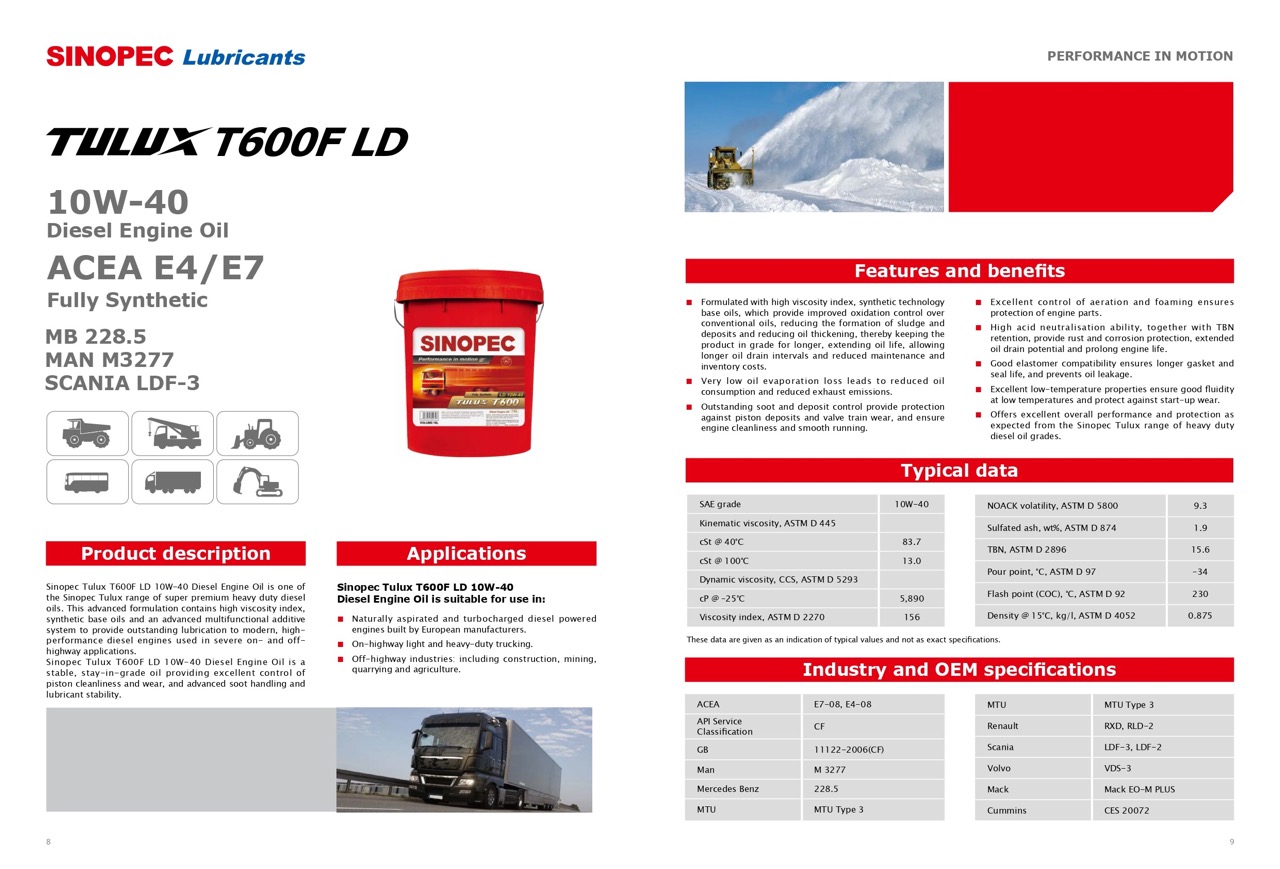 SINOPEC Lubricants
TULUX T600F LD
10W-40
Diesel Engine Oil
ACEA E4/E7
Fully Synthetic
MB 228.5
MAN M3277
SCANIA LDF-3
SINOPEC
Performance in motion
TULUX T600
Product description
Sinopec Tulux T600F LD 10W-40 Diesel Engine Oil is one of
the Sinopec Tulux range of super premium heavy duty diesel
oils. This advanced formulation contains high viscosity index,
synthetic base oils and an advanced multifunctional additive
system to provide outstanding lubrication to modern, high-
performance diesel engines used in severe on- and off-
highway applications.
Sinopec Tulux T600F LD 10W-40 Diesel Engine Oil is a
stable, stay-in-grade oil providing excellent control of
piston cleanliness and wear, and advanced soot handling and
lubricant stability.
Applications
Sinopec Tulux T600F LD 10W-40
Diesel Engine Oil is suitable for use in:
■ Naturally aspirated and turbocharged diesel powered
engines built by European manufacturers.
■ On-highway light and heavy-duty trucking.
■ Off-highway industries: including construction, mining,
quarrying and agriculture.
8
PERFORMANCE IN MOTION
Features and benefits
■ Formulated with high viscosity index, synthetic technology
base oils, which provide improved oxidation control over
conventional oils, reducing the formation of sludge and
deposits and reducing oil thickening, thereby keeping the
product in grade for longer, extending oil life, allowing
longer oil drain intervals and reduced maintenance and
inventory costs.
■ Very low oil evaporation loss leads to reduced oil
consumption and reduced exhaust emissions.
■ Outstanding soot and deposit control provide protection
against piston deposits and valve train wear, and ensure
engine cleanliness and smooth running.
■ Excellent control of aeration and foaming ensures
protection of engine parts.
■ High acid neutralisation ability, together with TBN
retention, provide rust and corrosion protection, extended
oil drain potential and prolong engine life.
■ Good elastomer compatibility ensures longer gasket and
seal life, and prevents oil leakage.
■ Excellent low-temperature properties ensure good fluidity
at low temperatures and protect against start-up wear.
■ Offers excellent overall performance and protection as
expected from the Sinopec Tulux range of heavy duty
diesel oil grades.
Typical data
SAE grade 10W-40
Kinematic viscosity, ASTM D 445
cSt @ 40℃ 83.7
cSt @ 100℃ 13.0
Dynamic viscosity, CCS, ASTM D 5293
cP @ -25℃ 5,890
Viscosity index, ASTM D 2270 156
NOACK volatility, ASTM D 5800 9.3
Sulfated ash, wt%, ASTM D 874 1.9
TBN, ASTM D 2896 15.6
Pour point, ℃, ASTM D 97 -34
Flash point (COC), ℃, ASTM D 92 230
Density @ 15℃, kg/l, ASTM D 4052 0.875
These data are given as an indication of typical values and not as exact specifications.
Industry and OEM specifications
ACEA E7-08, E4-08
API Service
Classification CF
GB 11122-2006(CF)
Man M 3277
Mercedes Benz 228.5
MTU MTU Type 3
MTU MTU Type 3
Renault RXD, RLD-2
Scania LDF-3, LDF-2
Volvo VDS-3
Mack Mack EO-M PLUS
Cummins CES 20072
9